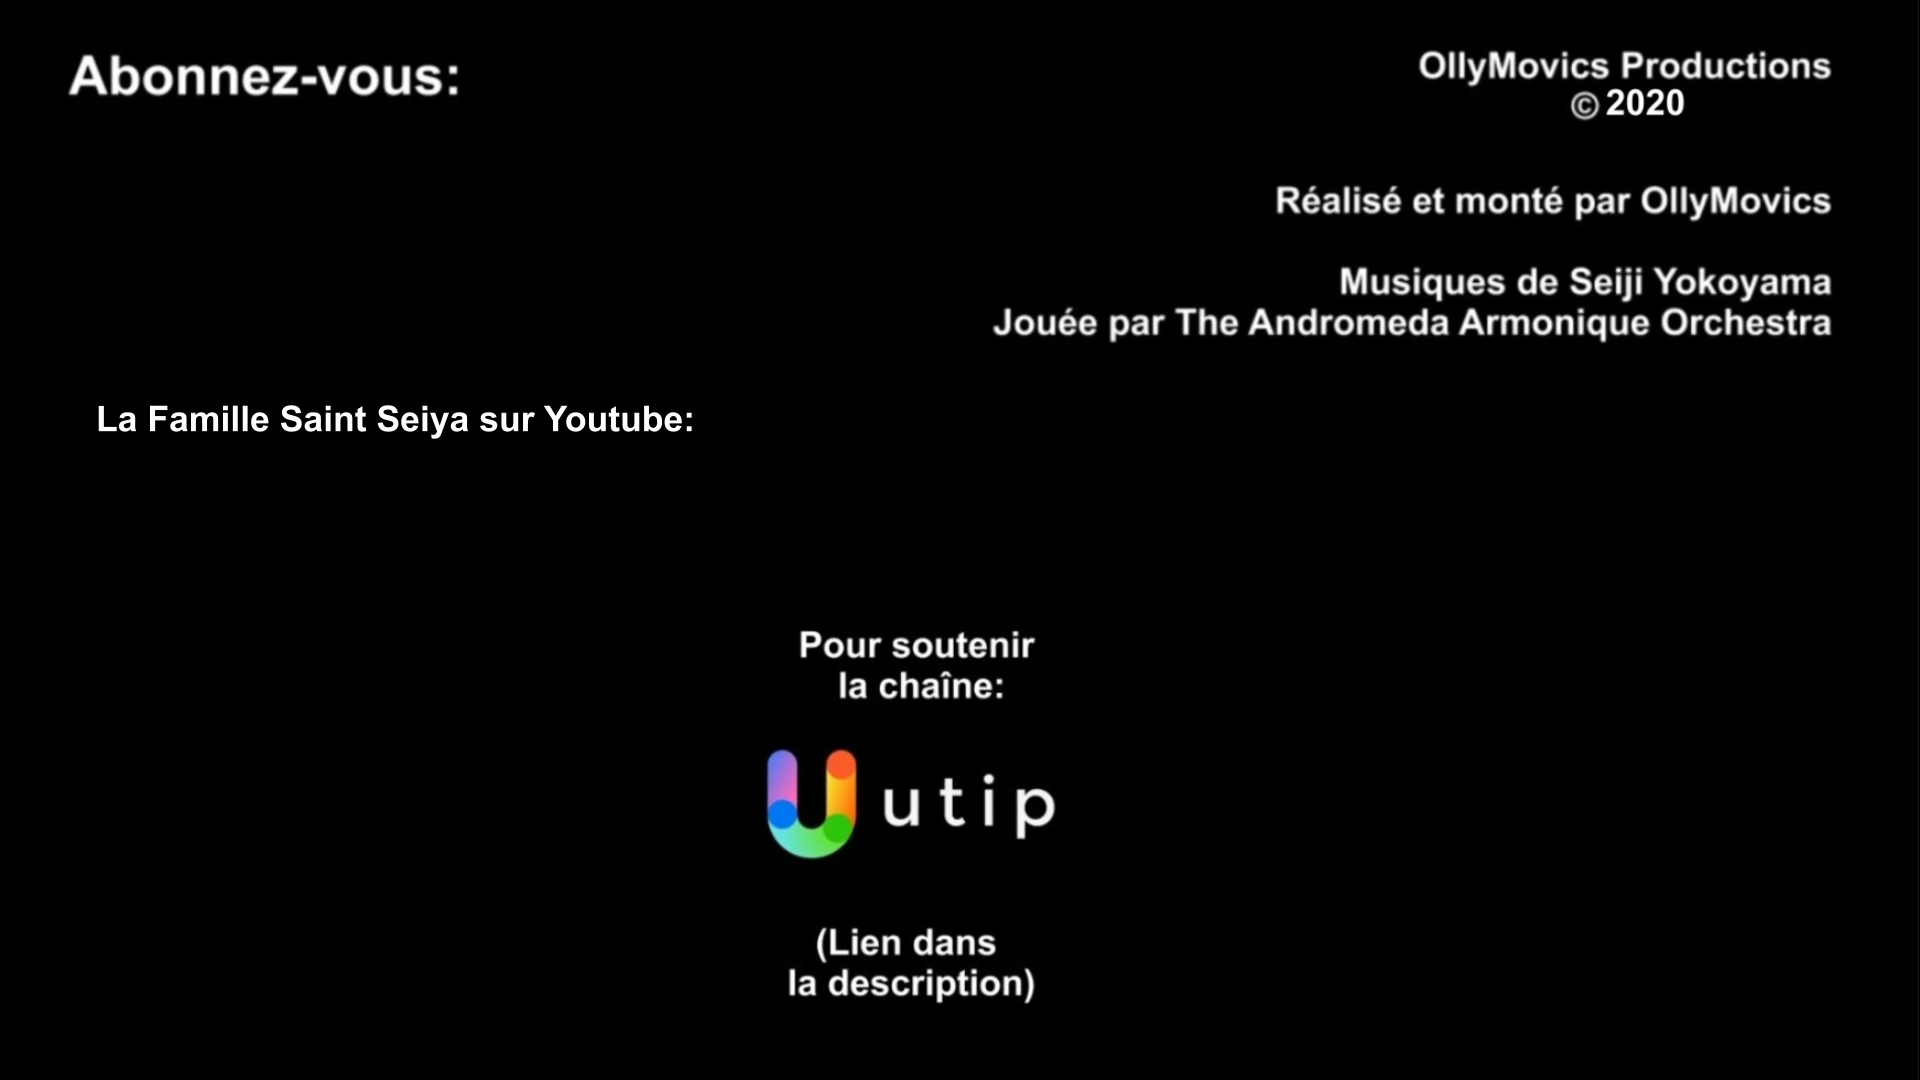 Abonnez-vous:
OllyMovics Productions
© 2020
Réalisé et monté par OllyMovics
Musiques de Seiji Yokoyama
Jouée par The Andromeda Armonique Orchestra
La Famille Saint Seiya sur Youtube:
Pour soutenir
la chaîne:
utip
(Lien dans
la description)